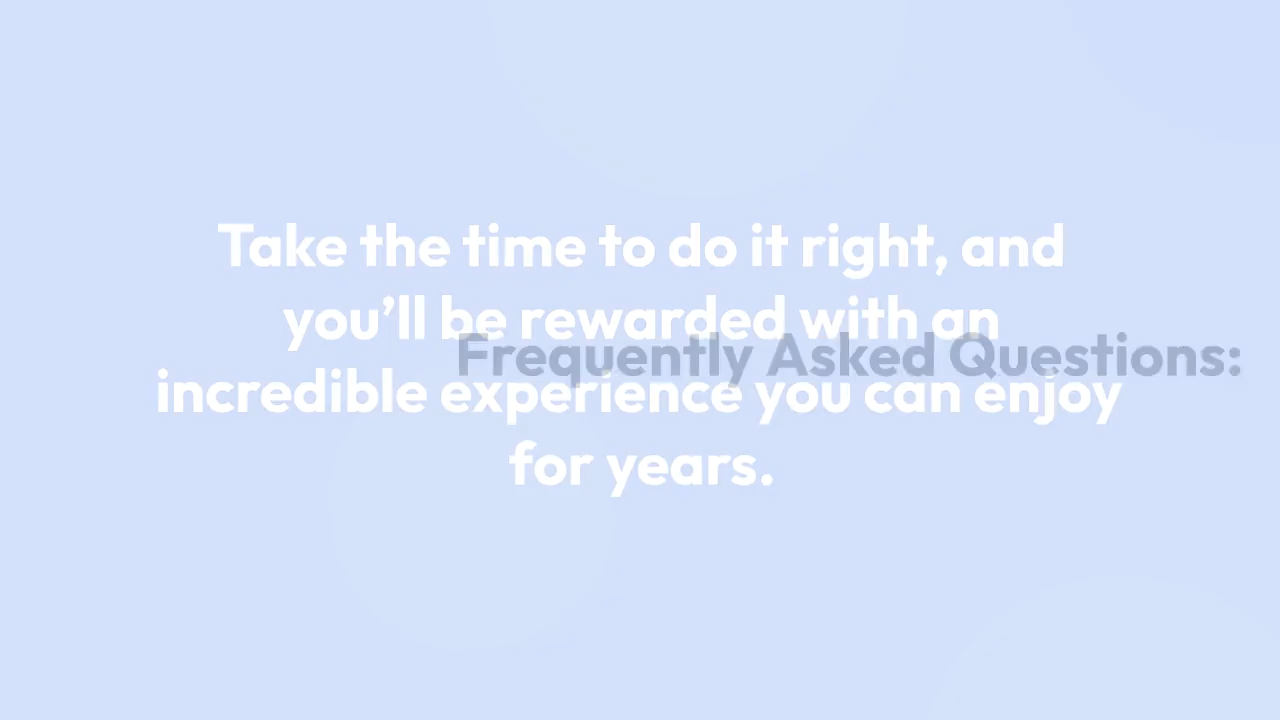 Take the time to do it right, and
you’ll be rewarded with an
Frequently Asked Questions:
incredible experience you can enjoy
for years.